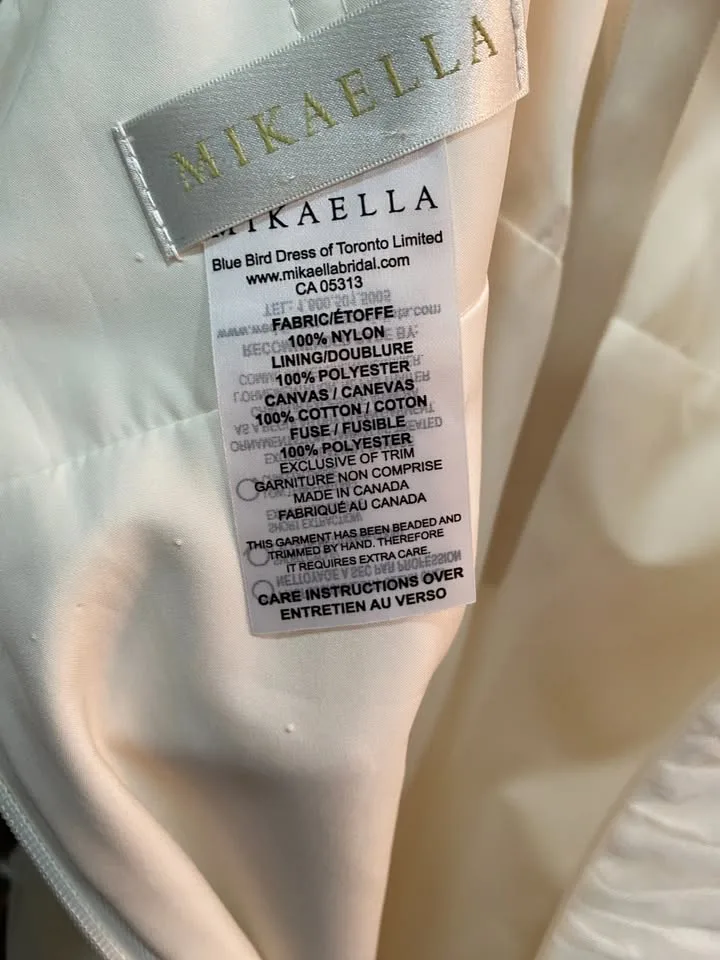 MIKAELLA
MIKAELLA
Blue Bird Dress of Toronto Limited
www.mikaellabridal.com
CA 05313
FABRIC/ÉTOFFE
100% NYLON
LINING/DOUBLURE
100% POLYESTER
CANVAS / CANEVAS
100% COTTON / COTON
FUSE / FUSIBLE
100% POLYESTER
EXCLUSIVE OF TRIM
GARNITURE NON COMPRISE
MADE IN CANADA
FABRIQUÉ AU CANADA
THIS GARMENT HAS BEEN BEADED AND
TRIMMED BY HAND. THEREFORE
IT REQUIRES EXTRA CARE.
CARE INSTRUCTIONS OVER
ENTRETIEN AU VERSO